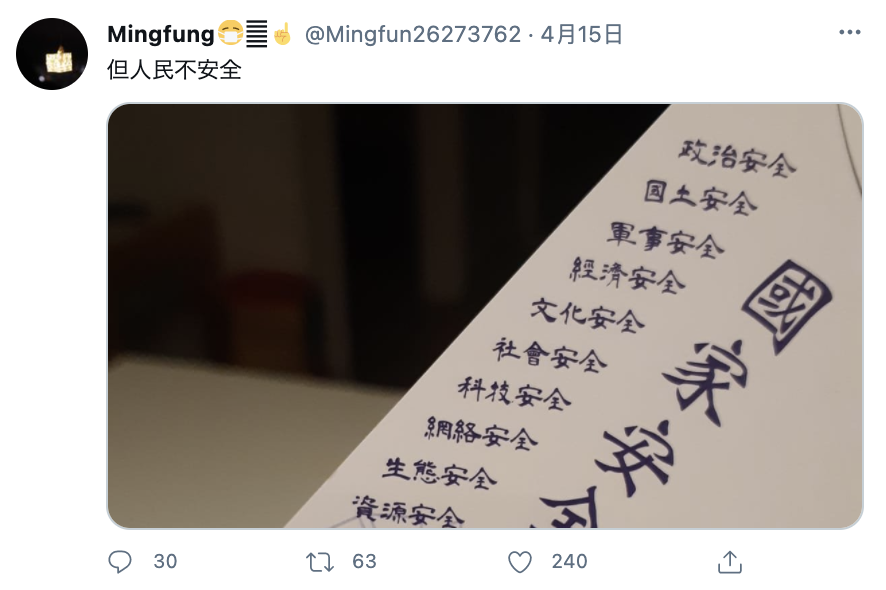 Mingfung😷䷀☝ @Mingfun26273762 · 4月15日
但人民不安全
政治安全
國土安全
軍事安全
經濟安全
文化安全
社會安全
科技安全
網絡安全
生態安全
資源安全
國家安全
30 63 240